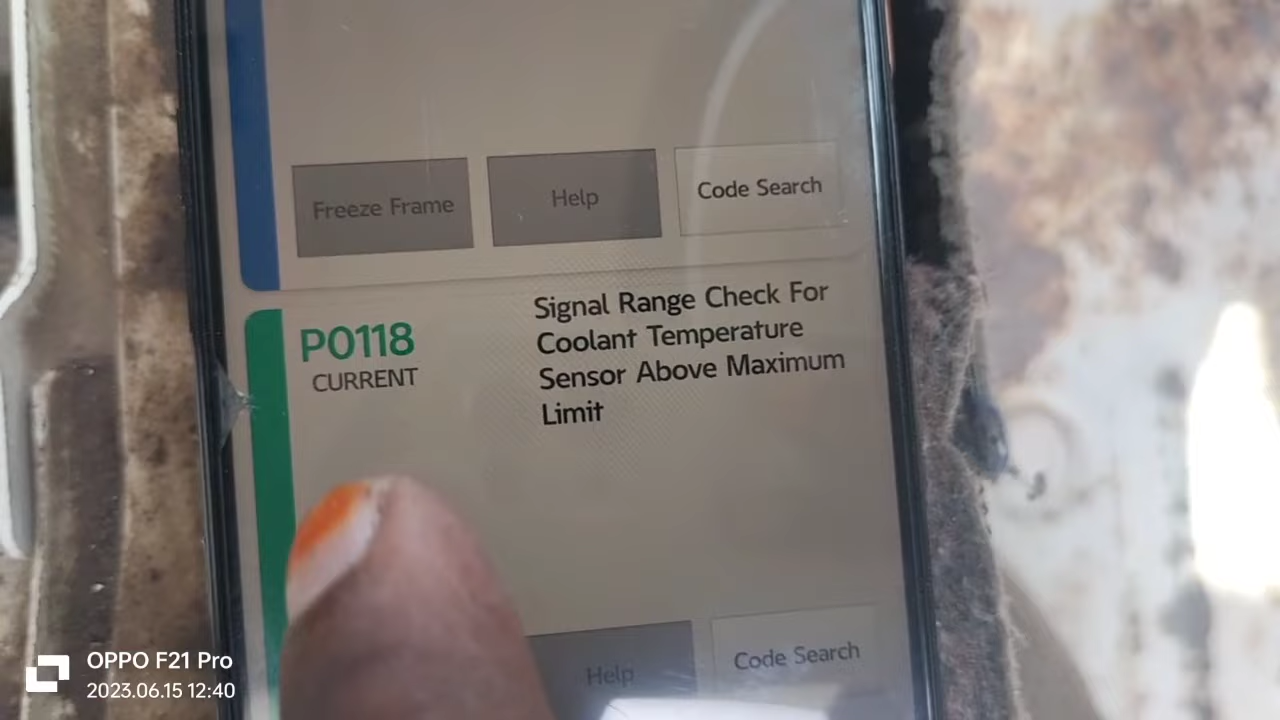 Freeze Frame
Help
Code Search
P0118
CURRENT
Signal Range Check For
Coolant Temperature
Sensor Above Maximum
Limit
Help
Code Search
OPPO F21 Pro
2023.06.15 12:40